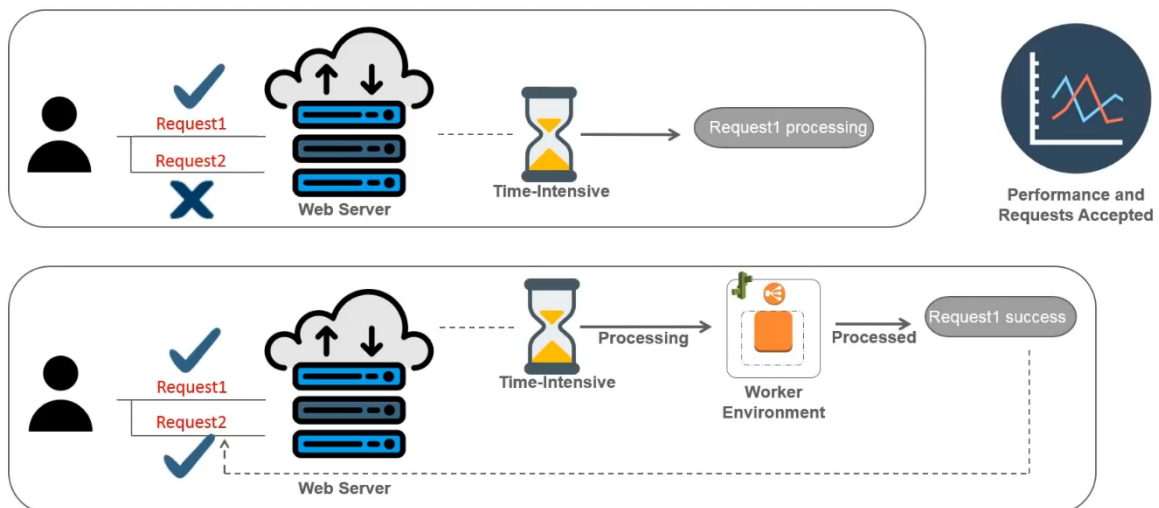 Request1
Request2
Web Server
Time-Intensive
Request1 processing
Performance and
Requests Accepted
Request1
Request2
Web Server
Time-Intensive
Processing
Worker
Environment
Processed
Request1 success